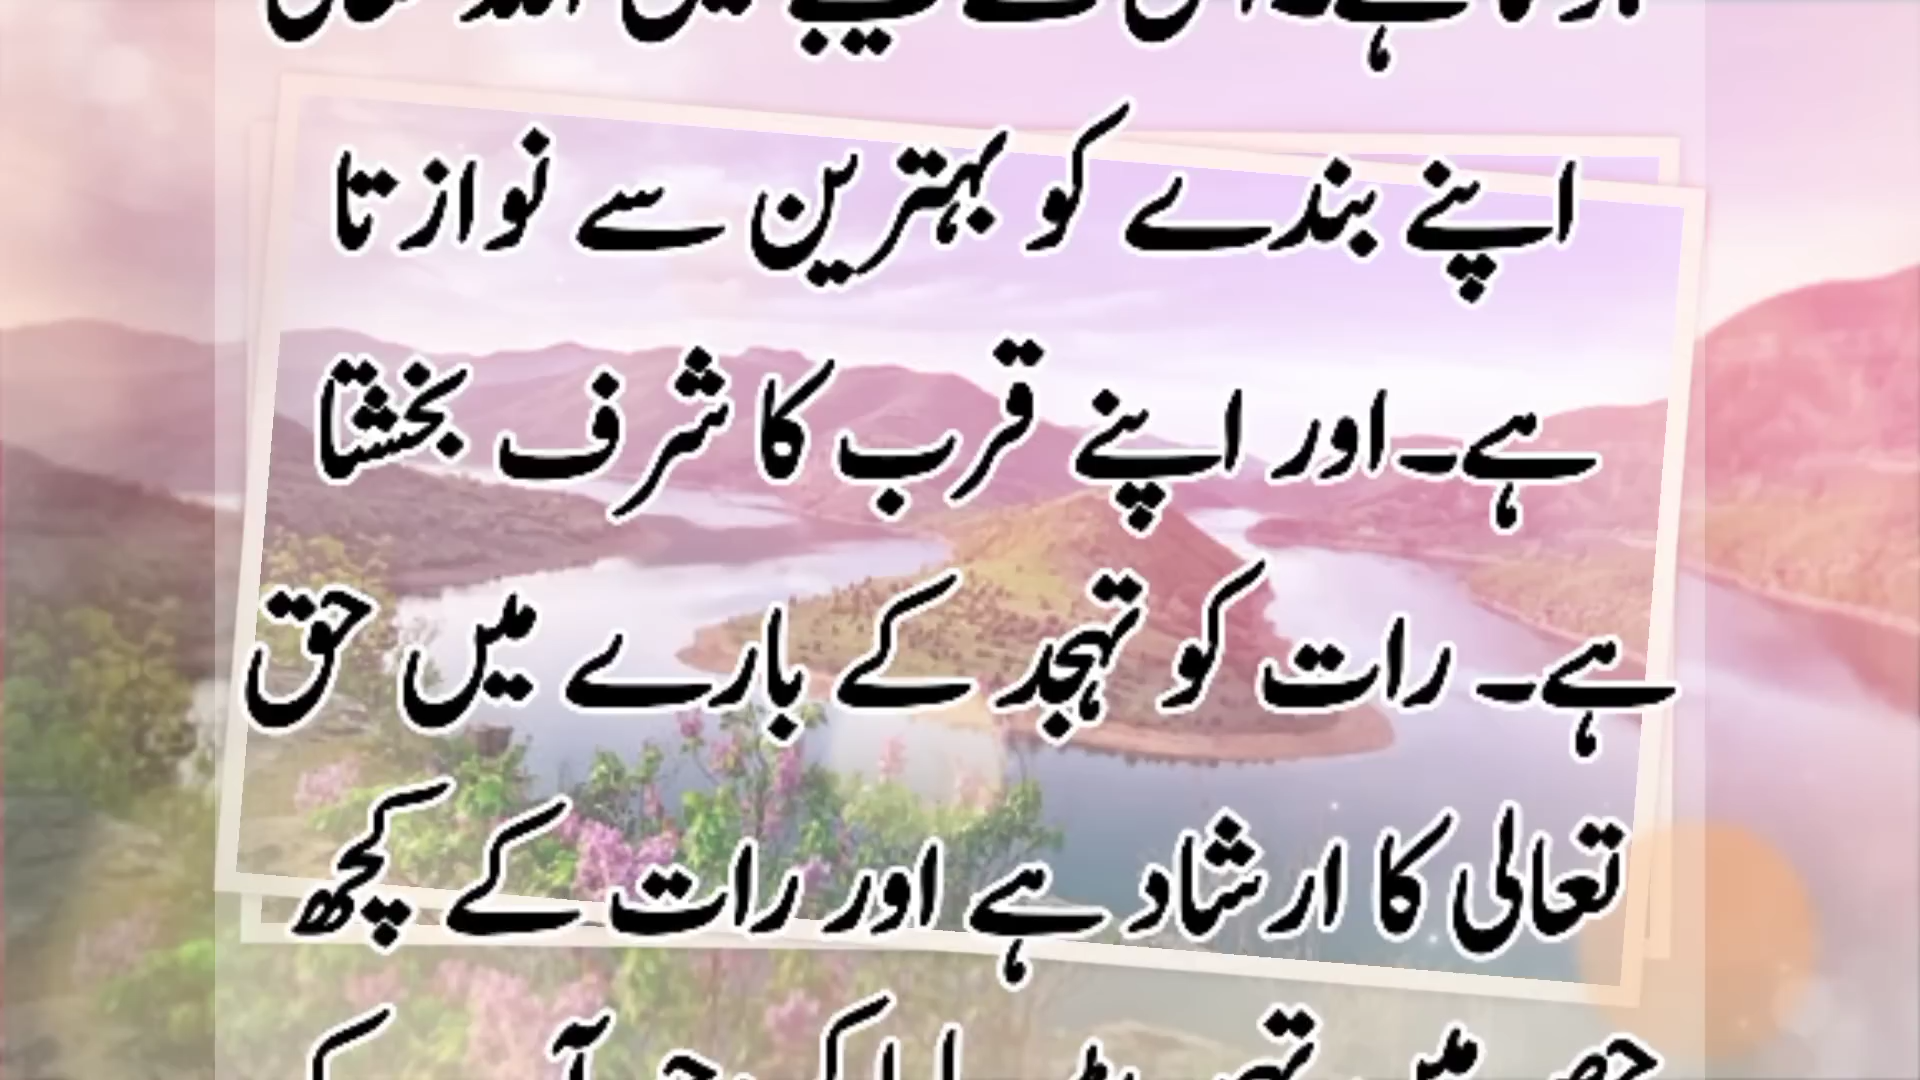 اپنے بندے کو بہترین سے نوازتا
ہے۔اور اپنے قرب کا شرف بخشتا
ہے۔ رات کو تہجد کے بارے میں حق
تعالی کا ارشاد ہے اور رات کے کچھ